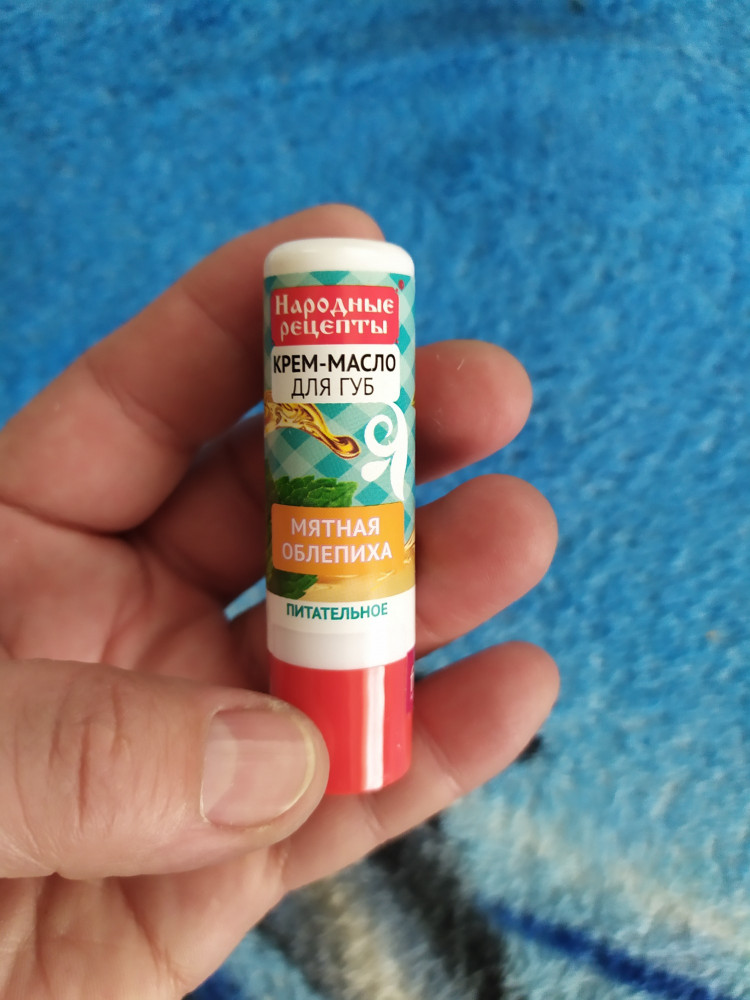 Народные
рецепты
КРЕМ-МАСЛО
ДЛЯ ГУБ
МЯТНАЯ
ОБЛЕПИХА
ПИТАТЕЛЬНОЕ